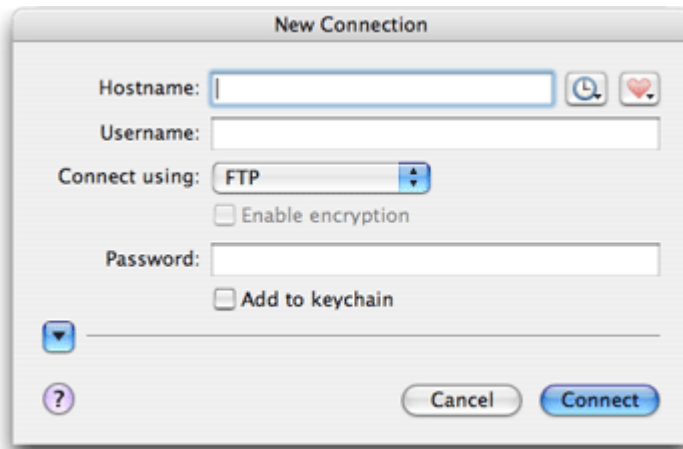 New Connection
Hostname:
Username:
Connect using: FTP
Enable encryption
Password:
Add to keychain
? Cancel Connect